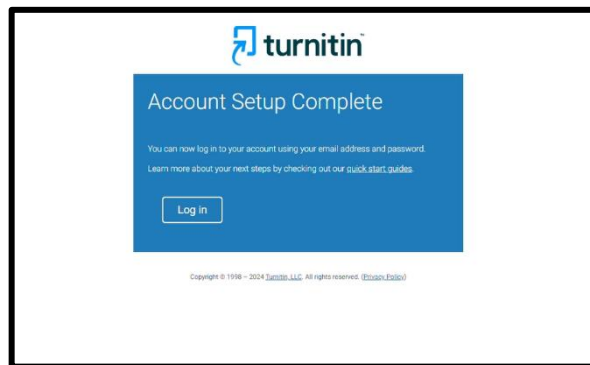 turnitin
Account Setup Complete
You can now log in to your account using your email address and password.
Learn more about your next steps by checking out our quick start guides.
Log in
Copyright © 1998 – 2024 Turnitin, LLC. All rights reserved. (Privacy Policy)